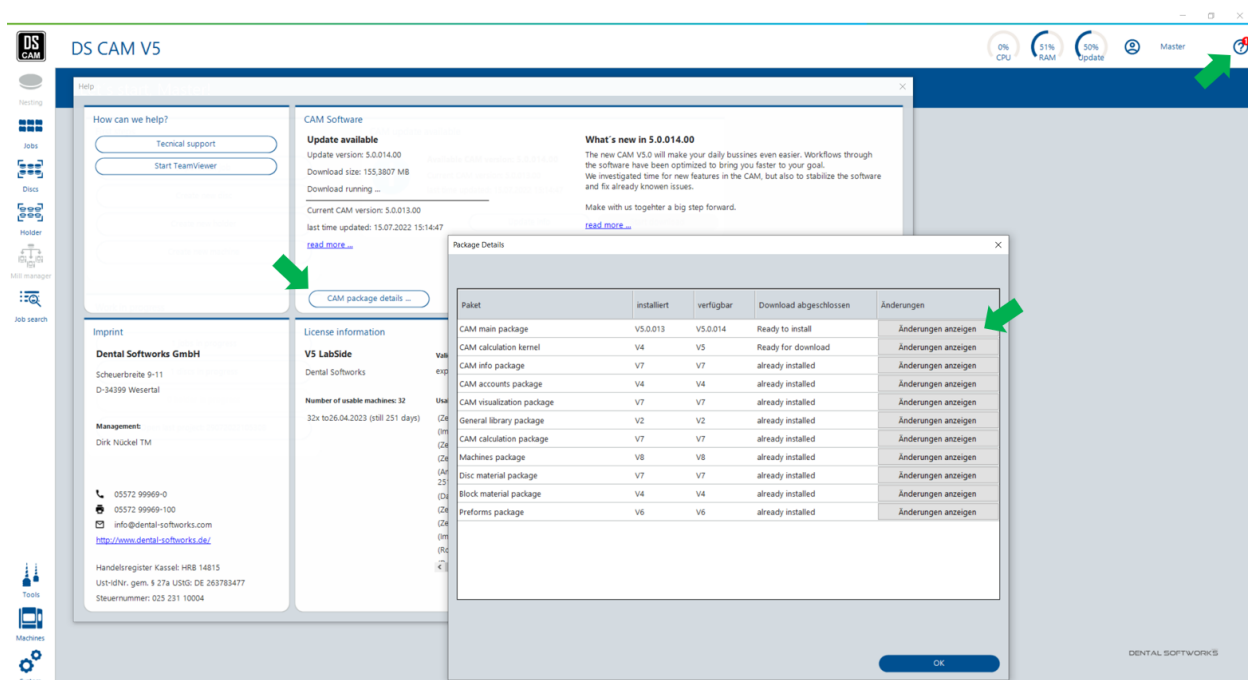 DS
CAM
DS CAM V5
0%
CPU
51%
RAM
50%
Update
Master
Nesting
Jobs
Discs
Holder
Mill manager
Job search
Tools
Machines
Help
How can we help?
Tecnical support
Start TeamViewer
CAM Software
Update available
Update version: 5.0.014.00
Download size: 155,3807 MB
Download running ...
Current CAM version: 5.0.013.00
last time updated: 15.07.2022 15:14:47
read more ...
CAM package details ...
What´s new in 5.0.014.00
The new CAM V5.0 will make your daily bussines even easier. Workflows through
the software have been optimized to bring you faster to your goal.
We investigated time for new features in the CAM, but also to stabilize the software
and fix already knowen issues.
Make with us togehter a big step forward.
read more ...
Imprint
Dental Softworks GmbH
Scheuerbreite 9-11
D-34399 Wesertal
Management:
Dirk Nückel TM
05572 99969-0
05572 99969-100
info@dental-softworks.com
http://www.dental-softworks.de/
Handelsregister Kassel: HRB 14815
Ust-IdNr. gem. § 27a UStG: DE 263783477
Steuernummer: 025 231 10004
License information
V5 LabSide
Dental Softworks
Number of usable machines: 32
32x to26.04.2023 (still 251 days)
Package Details
Paket installiert verfügbar Download abgeschlossen Änderungen
CAM main package V5.0.013 V5.0.014 Ready to install Änderungen anzeigen
CAM calculation kernel V4 V5 Ready for download Änderungen anzeigen
CAM info package V7 V7 already installed Änderungen anzeigen
CAM accounts package V4 V4 already installed Änderungen anzeigen
CAM visualization package V7 V7 already installed Änderungen anzeigen
General library package V2 V2 already installed Änderungen anzeigen
CAM calculation package V7 V7 already installed Änderungen anzeigen
Machines package V8 V8 already installed Änderungen anzeigen
Disc material package V7 V7 already installed Änderungen anzeigen
Block material package V4 V4 already installed Änderungen anzeigen
Preforms package V6 V6 already installed Änderungen anzeigen
OK
DENTAL SOFTWORKS